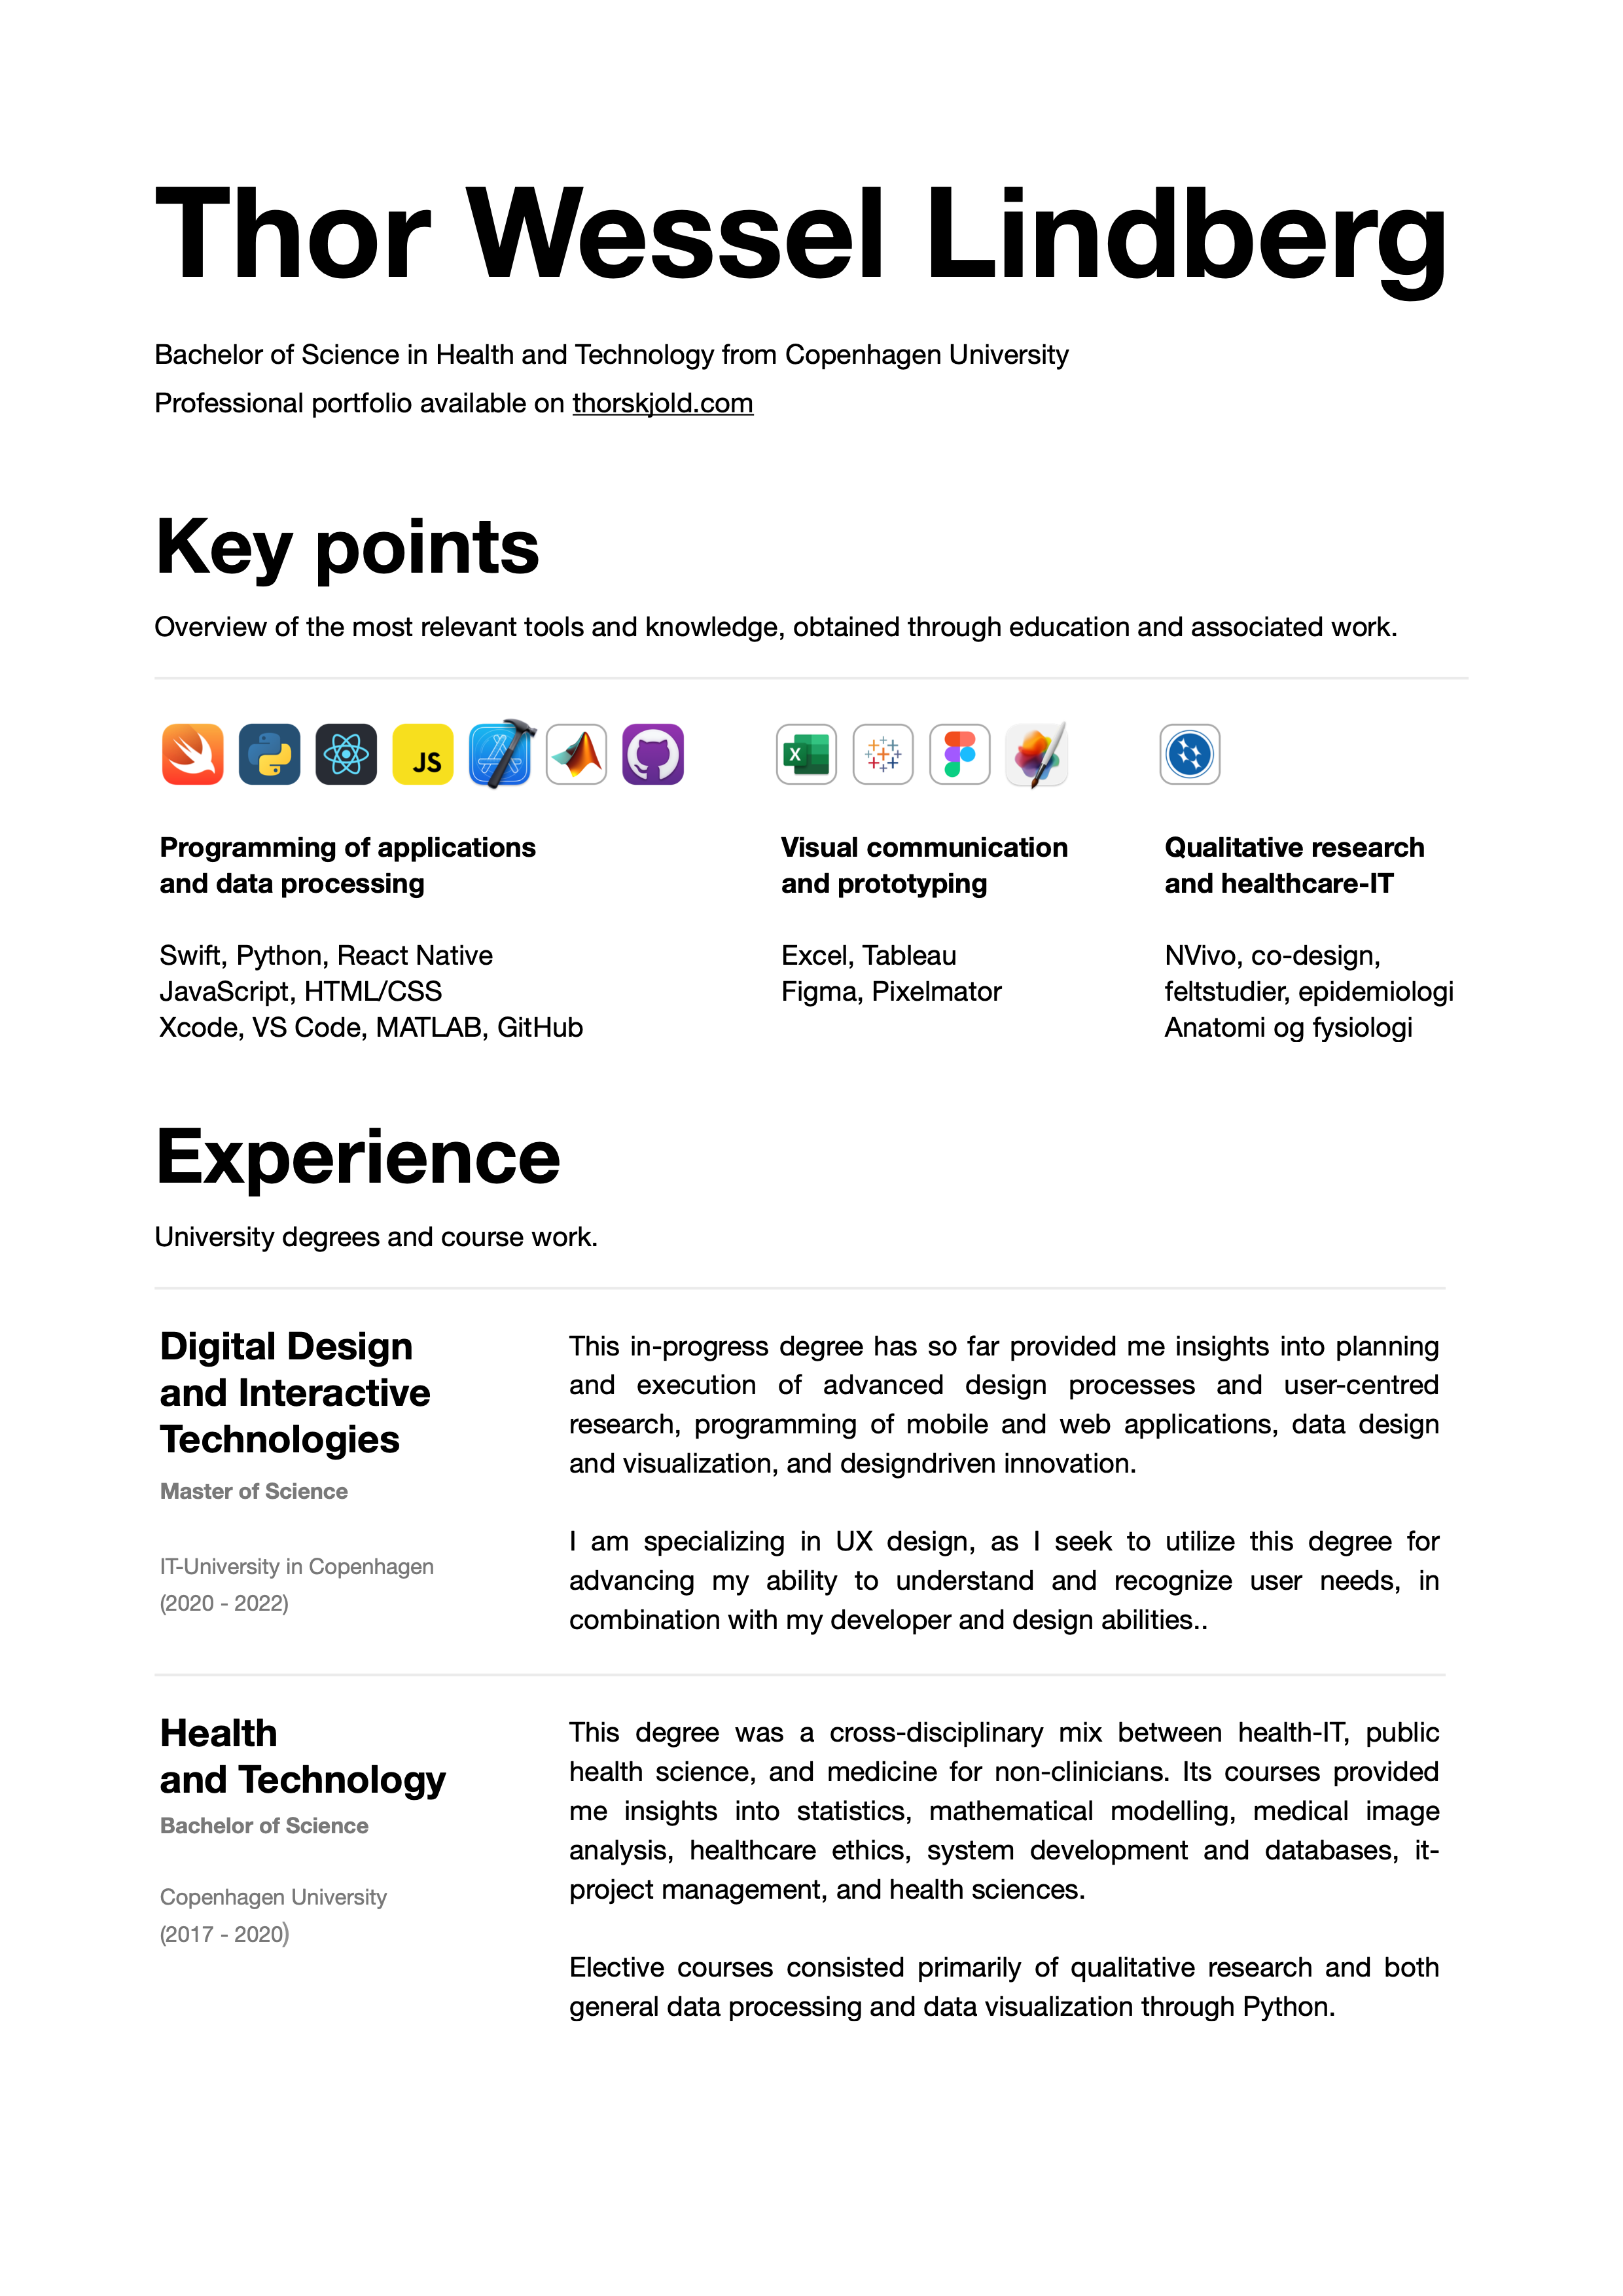 Thor Wessel Lindberg
Bachelor of Science in Health and Technology from Copenhagen University
Professional portfolio available on thorskjold.com
Key points
Overview of the most relevant tools and knowledge, obtained through education and associated work.
JS
X
Programming of applications
and data processing
Swift, Python, React Native
JavaScript, HTML/CSS
Xcode, VS Code, MATLAB, GitHub
Visual communication
and prototyping
Excel, Tableau
Figma, Pixelmator
Qualitative research
and healthcare-IT
NVivo, co-design,
feltstudier, epidemiologi
Anatomi og fysiologi
Experience
University degrees and course work.
Digital Design
and Interactive
Technologies
Master of Science
IT-University in Copenhagen
(2020 - 2022)
This in-progress degree has so far provided me insights into planning
and execution of advanced design processes and user-centred
research, programming of mobile and web applications, data design
and visualization, and designdriven innovation.
I am specializing in UX design, as I seek to utilize this degree for
advancing my ability to understand and recognize user needs, in
combination with my developer and design abilities..
Health
and Technology
Bachelor of Science
Copenhagen University
(2017 - 2020)
This degree was a cross-disciplinary mix between health-IT, public
health science, and medicine for non-clinicians. Its courses provided
me insights into statistics, mathematical modelling, medical image
analysis, healthcare ethics, system development and databases, it-
project management, and health sciences.
Elective courses consisted primarily of qualitative research and both
general data processing and data visualization through Python.